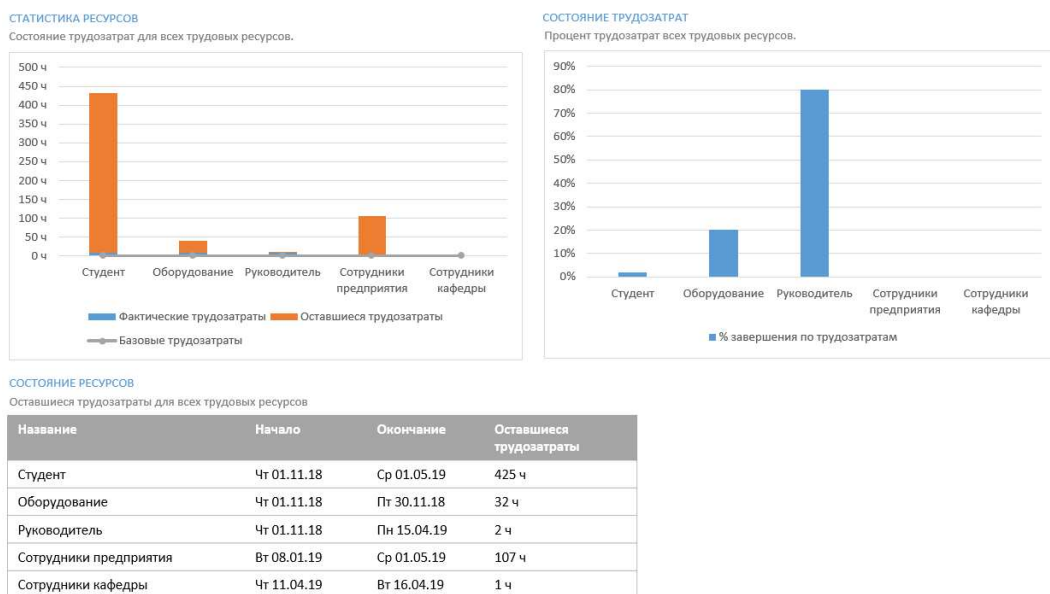 СТАТИСТИКА РЕСУРСОВ
Состояние трудозатрат для всех трудовых ресурсов.
500 ч
450 ч
400 ч
350 ч
300 ч
250 ч
200 ч
150 ч
100 ч
50 ч
0 ч
Студент Оборудование Руководитель Сотрудники Сотрудники
предприятия кафедры
Фактические трудозатраты Оставшиеся трудозатраты
Базовые трудозатраты
СОСТОЯНИЕ ТРУДОЗАТРАТ
Процент трудозатрат всех трудовых ресурсов.
90%
80%
70%
60%
50%
40%
30%
20%
10%
0%
Студент Оборудование Руководитель Сотрудники Сотрудники
предприятия кафедры
% завершения по трудозатратам
СОСТОЯНИЕ РЕСУРСОВ
Оставшиеся трудозатраты для всех трудовых ресурсов
Название Начало Окончание Оставшиеся
трудозатраты
Студент Чт 01.11.18 Ср 01.05.19 425 ч
Оборудование Чт 01.11.18 Пт 30.11.18 32 ч
Руководитель Чт 01.11.18 Пн 15.04.19 2 ч
Сотрудники предприятия Вт 08.01.19 Ср 01.05.19 107 ч
Сотрудники кафедры Чт 11.04.19 Вт 16.04.19 1 ч